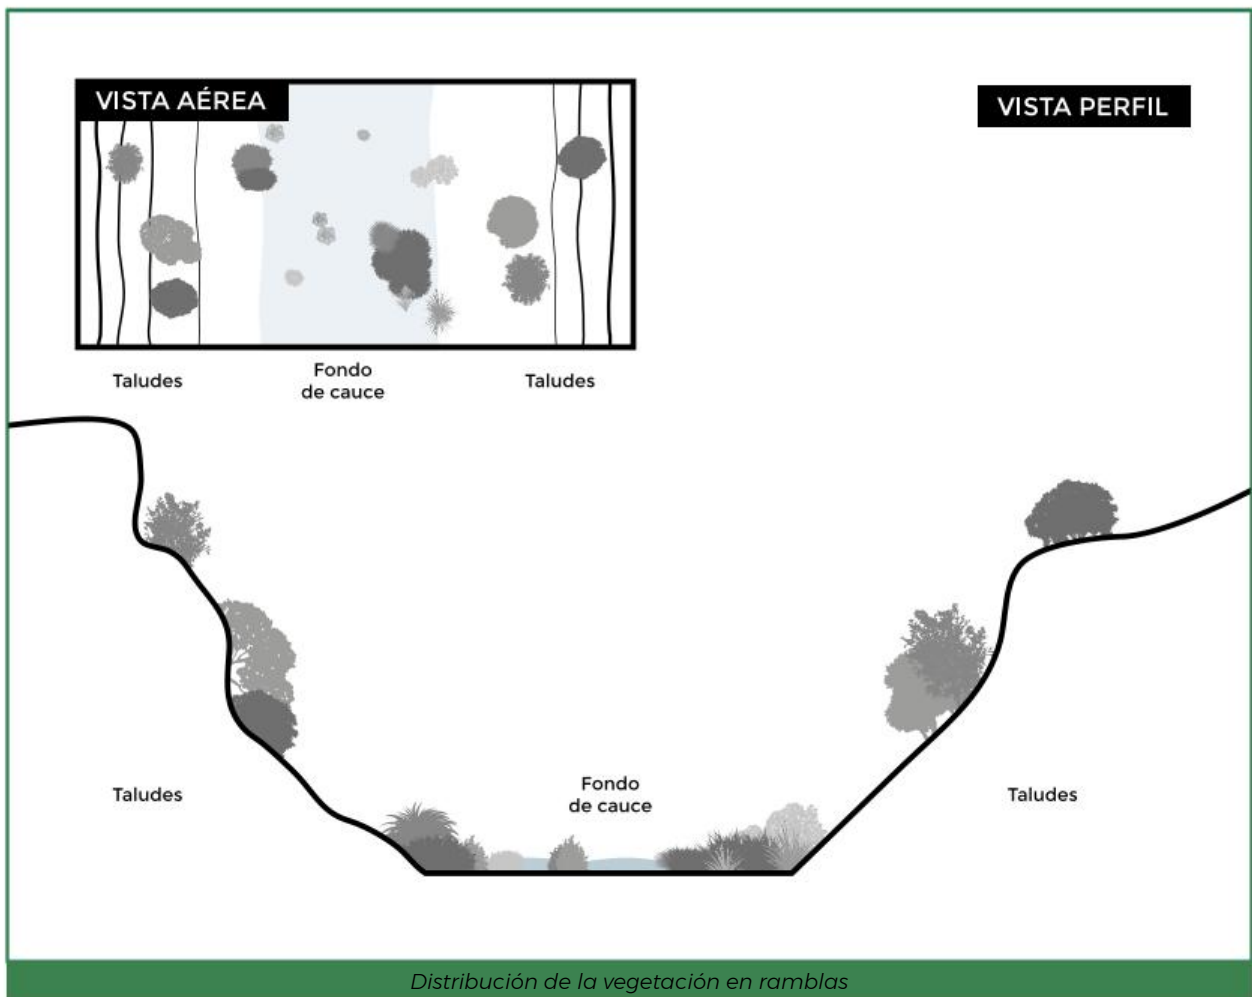 VISTA AÉREA
VISTA PERFIL
Taludes
Fondo
de cauce
Taludes
Taludes
Fondo
de cauce
Taludes
Distribución de la vegetación en ramblas